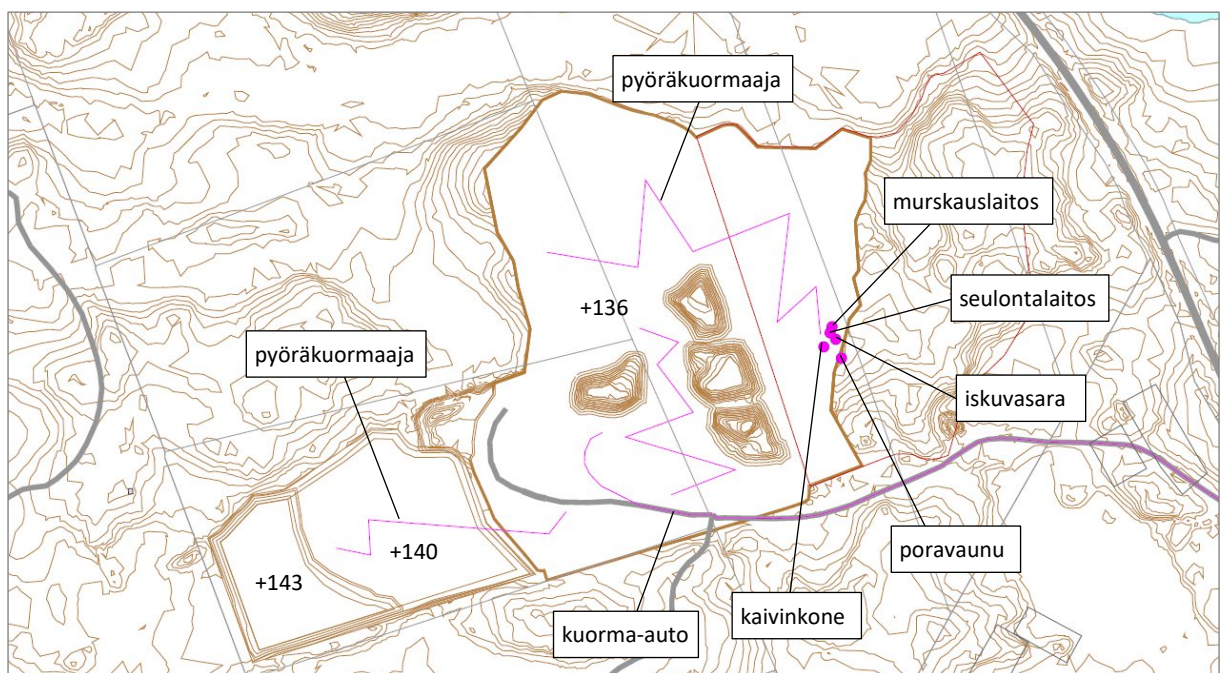 pyöräkuormaaja
murskauslaitos
seulontalaitos
+136
pyöräkuormaaja
iskuvasara
poravaunu
+140
+143
kaivinkone
kuorma-auto